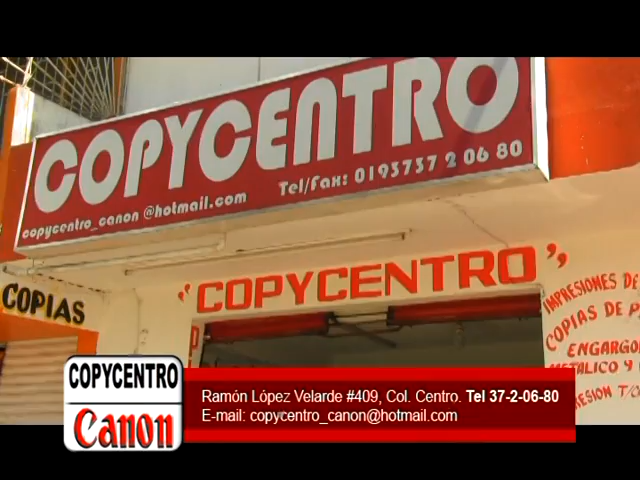 COPYCENTRO
copycentro_canon @hotmail.com
Tel/Fax: 0193737 2 06 80
COPIAS
“COPYCENTRO”
IMPRESIONES DE
COPIAS DE P
ENGARGO
METALICO Y
RESION T/C
COPYCENTRO
Canon
Ramón López Velarde #409, Col. Centro. Tel 37-2-06-80
E-mail: copycentro_canon@hotmail.com